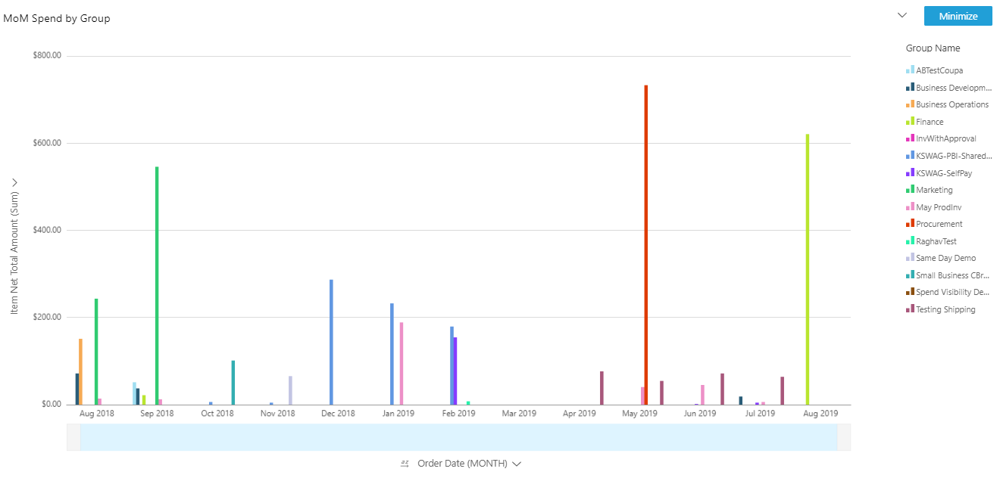 MoM Spend by Group
Minimize
Group Name
ABTestCoupa
Business Developm...
Business Operations
Finance
InvWithApproval
KSWAG-PBI-Shared...
KSWAG-SelfPay
Marketing
May ProdInv
Procurement
RaghavTest
Same Day Demo
Small Business CBr...
Spend Visibility De...
Testing Shipping
Item Net Total Amount (Sum)
$800.00
$600.00
$400.00
$200.00
$0.00
Aug 2018 Sep 2018 Oct 2018 Nov 2018 Dec 2018 Jan 2019 Feb 2019 Mar 2019 Apr 2019 May 2019 Jun 2019 Jul 2019 Aug 2019
az Order Date (MONTH)